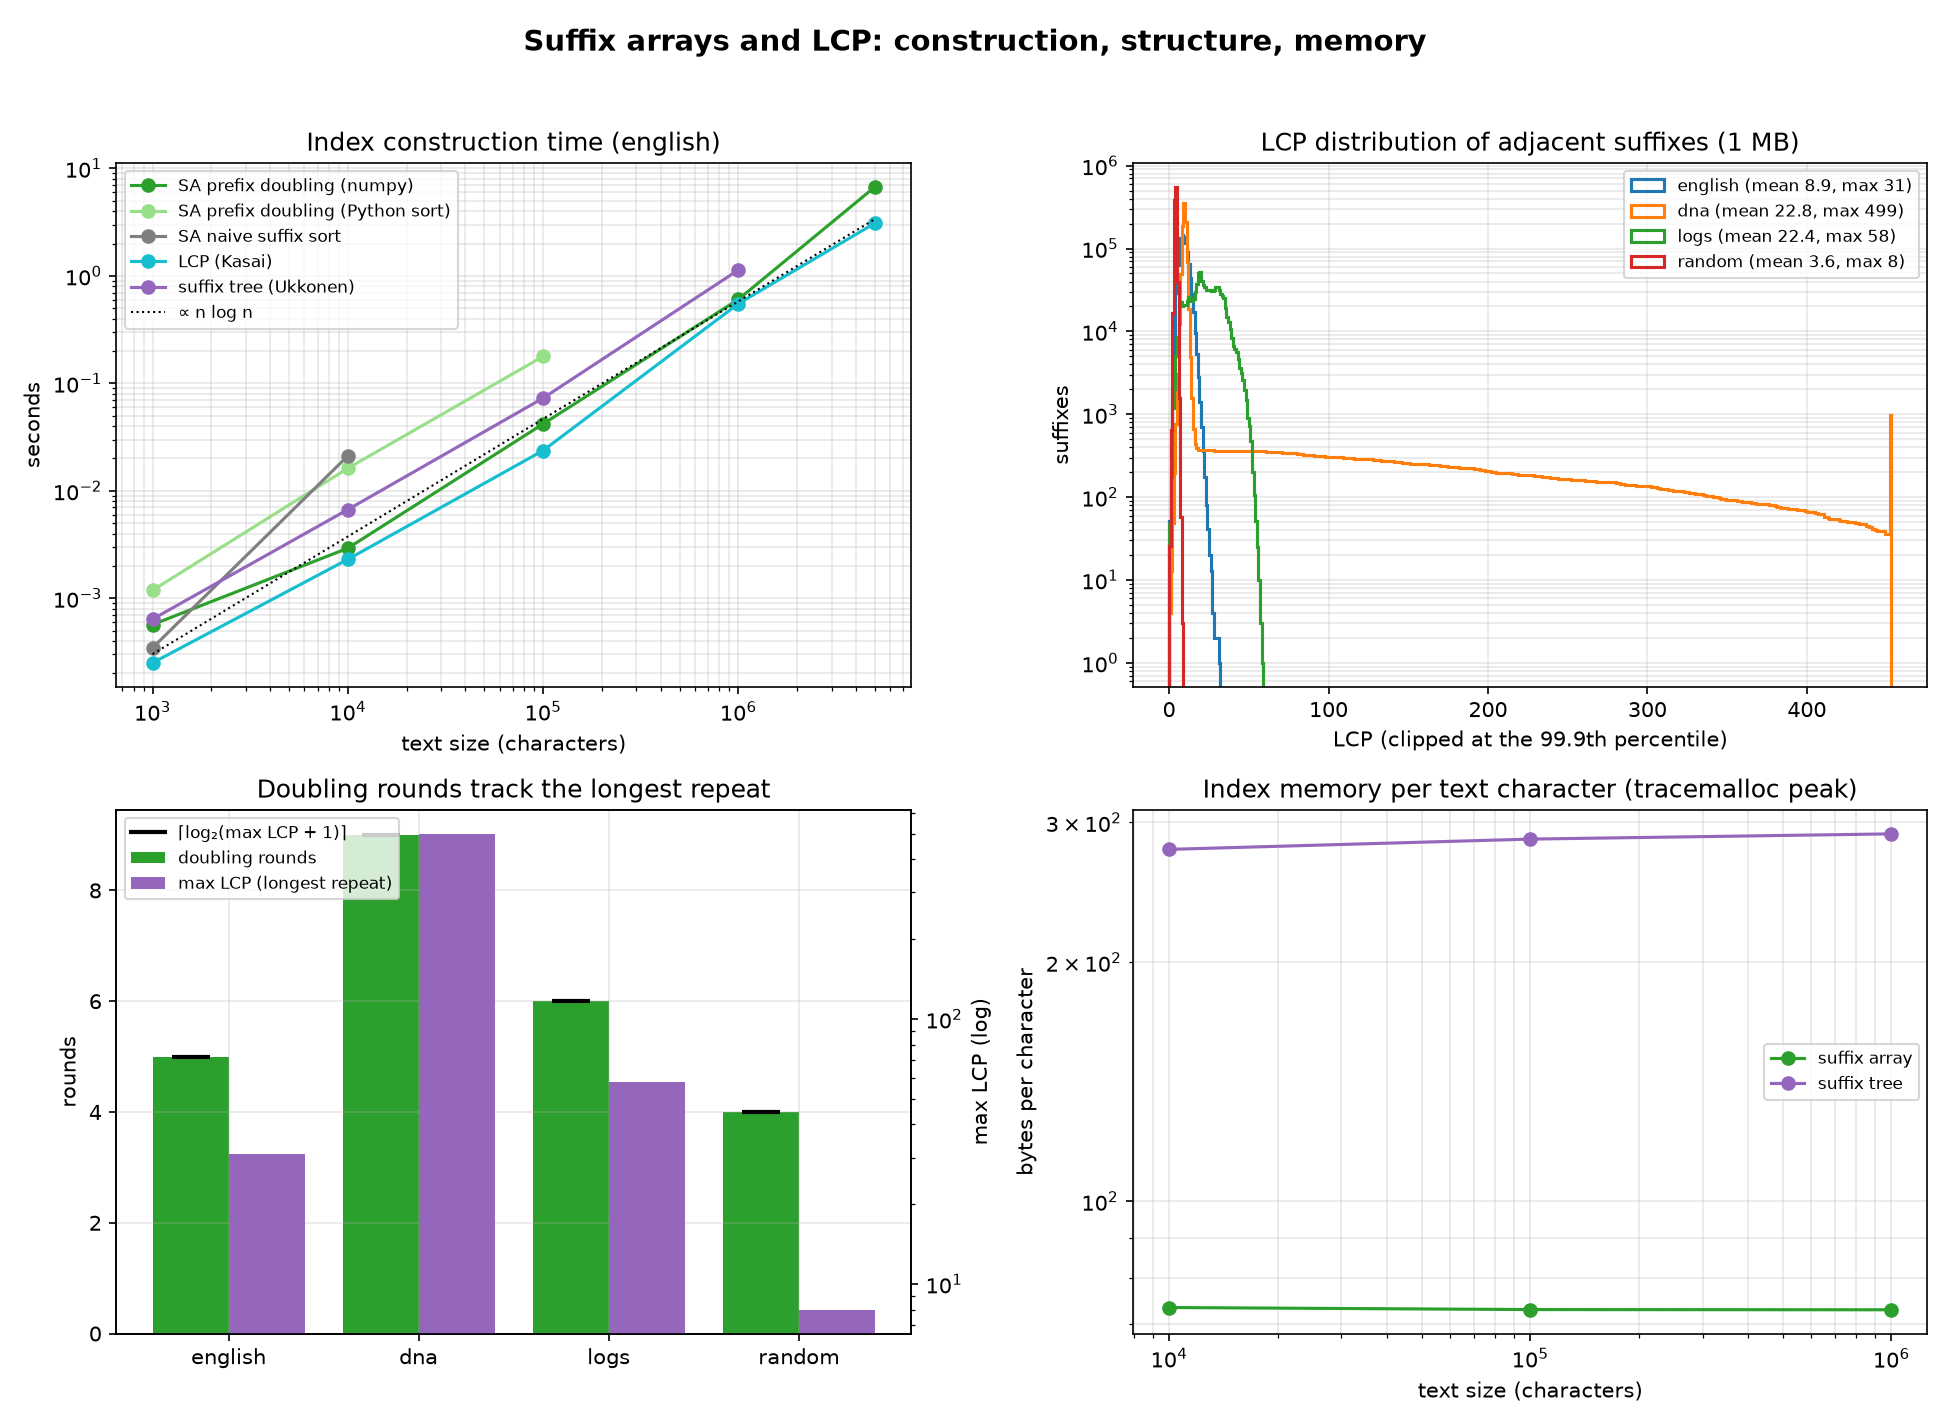 Suffix arrays and LCP: construction, structure, memory
Index construction time (english)
10¹
10⁰
10⁻¹
10⁻²
10⁻³
seconds
SA prefix doubling (numpy)
SA prefix doubling (Python sort)
SA naive suffix sort
LCP (Kasai)
suffix tree (Ukkonen)
∝ n log n
10³ 10⁴ 10⁵ 10⁶
text size (characters)
LCP distribution of adjacent suffixes (1 MB)
10⁶
10⁵
10⁴
10³
10²
10¹
10⁰
suffixes
english (mean 8.9, max 31)
dna (mean 22.8, max 499)
logs (mean 22.4, max 58)
random (mean 3.6, max 8)
0 100 200 300 400
LCP (clipped at the 99.9th percentile)
Doubling rounds track the longest repeat
⌈log₂(max LCP + 1)⌉
doubling rounds
max LCP (longest repeat)
8
6
4
2
0
rounds
10²
10¹
max LCP (log)
english dna logs random
Index memory per text character (tracemalloc peak)
3 × 10²
2 × 10²
10²
bytes per character
suffix array
suffix tree
10⁴ 10⁵ 10⁶
text size (characters)